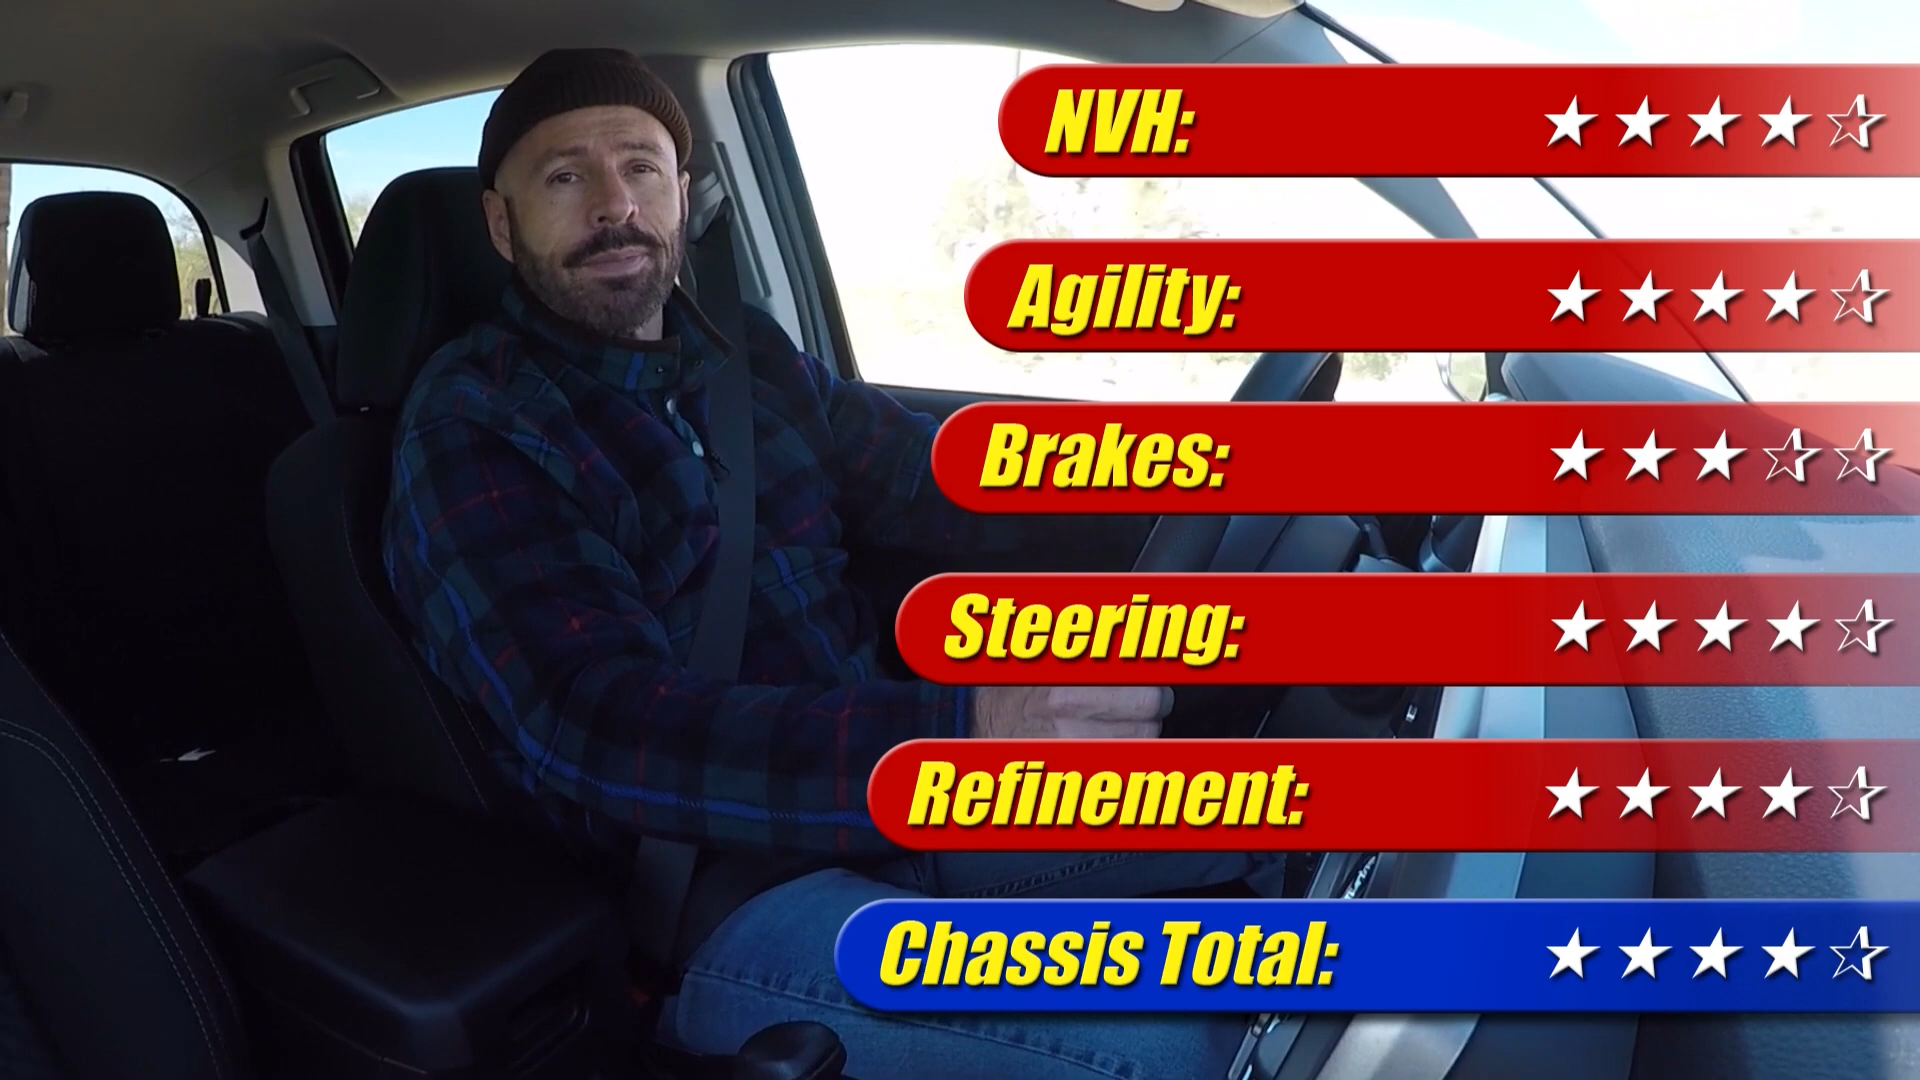 NVH: ★★★★☆
Agility: ★★★★☆
Brakes: ★★★☆☆
Steering: ★★★★☆
Refinement: ★★★★☆
Chassis Total: ★★★★☆